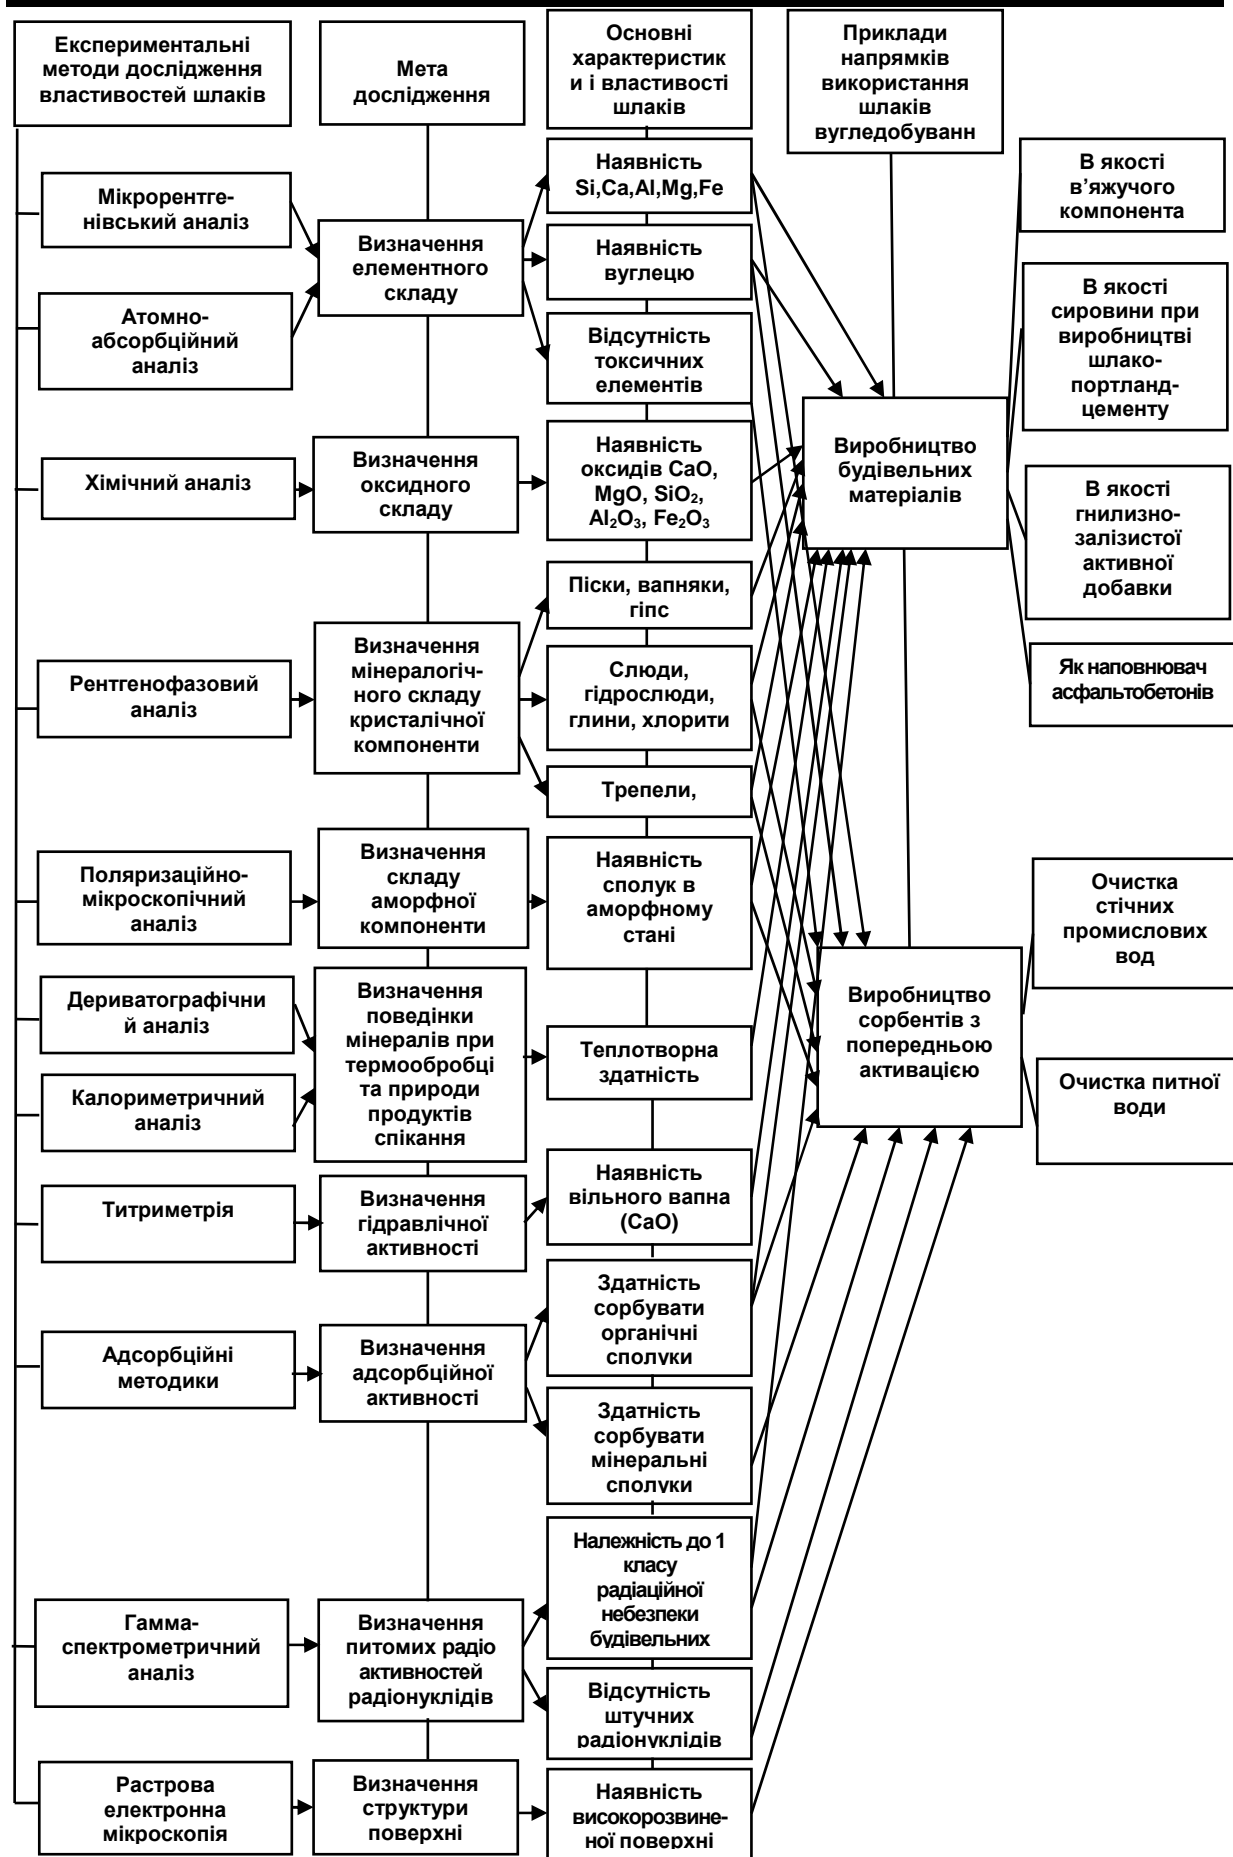 Експериментальні
методи дослідження
властивостей шлаків
Мета
дослідження
Основні
характеристик
и і властивості
шлаків
Приклади
напрямків
використання
шлаків
вугледобуванн
Мікрорентге-
нівський аналіз
Атомно-
абсорбційний
аналіз
Хімічний аналіз
Рентгенофазовий
аналіз
Поляризаційно-
мікроскопічний
аналіз
Дериватографічни
й аналіз
Калориметричний
аналіз
Титриметрія
Адсорбційні
методики
Гамма-
спектрометричний
аналіз
Растрова
електронна
мікроскопія
Визначення
елементного
складу
Визначення
оксидного
складу
Визначення
мінералогіч-
ного складу
кристалічної
компоненти
Визначення
складу
аморфної
компоненти
Визначення
поведінки
мінералів при
термообробці
та природи
продуктів
спікання
Визначення
гідравлічної
активності
Визначення
адсорбційної
активності
Визначення
питомих радіо
активностей
радіонуклідів
Визначення
структури
поверхні
Наявність
Si,Ca,Al,Mg,Fe
Наявність
вуглецю
Відсутність
токсичних
елементів
Наявність
оксидів CaO,
MgO, SiO₂,
Al₂O₃, Fe₂O₃
Піски, вапняки,
гіпс
Слюди,
гідрослюди,
глини, хлорити
Трепели,
Наявність
сполук в
аморфному
стані
Теплотворна
здатність
Наявність
вільного вапна
(CaO)
Здатність
сорбувати
органічні
сполуки
Здатність
сорбувати
мінеральні
сполуки
Належність до 1
класу
радіаційної
небезпеки
будівельних
Відсутність
штучних
радіонуклідів
Наявність
високорозвине-
ної поверхні
Виробництво
будівельних
матеріалів
Виробництво
сорбентів з
попередньою
активацією
В якості
в’яжучого
компонента
В якості
сировини при
виробництві
шлако-
портланд-
цементу
В якості
гнилизно-
залізистої
активної
добавки
Як наповнювач
асфальтобетонів
Очистка
стічних
промислових
вод
Очистка питної
води